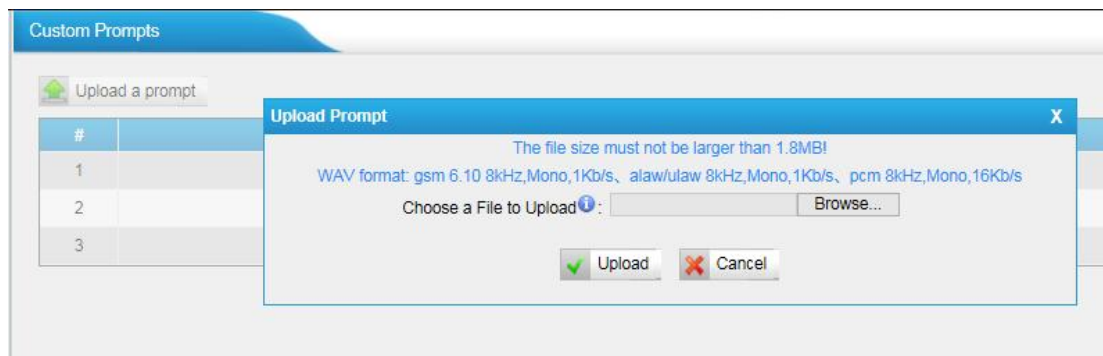 Custom Prompts
Upload a prompt
Upload Prompt X
#
The file size must not be larger than 1.8MB!
1
WAV format: gsm 6.10 8kHz,Mono,1Kb/s、alaw/ulaw 8kHz,Mono,1Kb/s、pcm 8kHz,Mono,16Kb/s
2
Choose a File to Upload i : Browse...
3
Upload Cancel